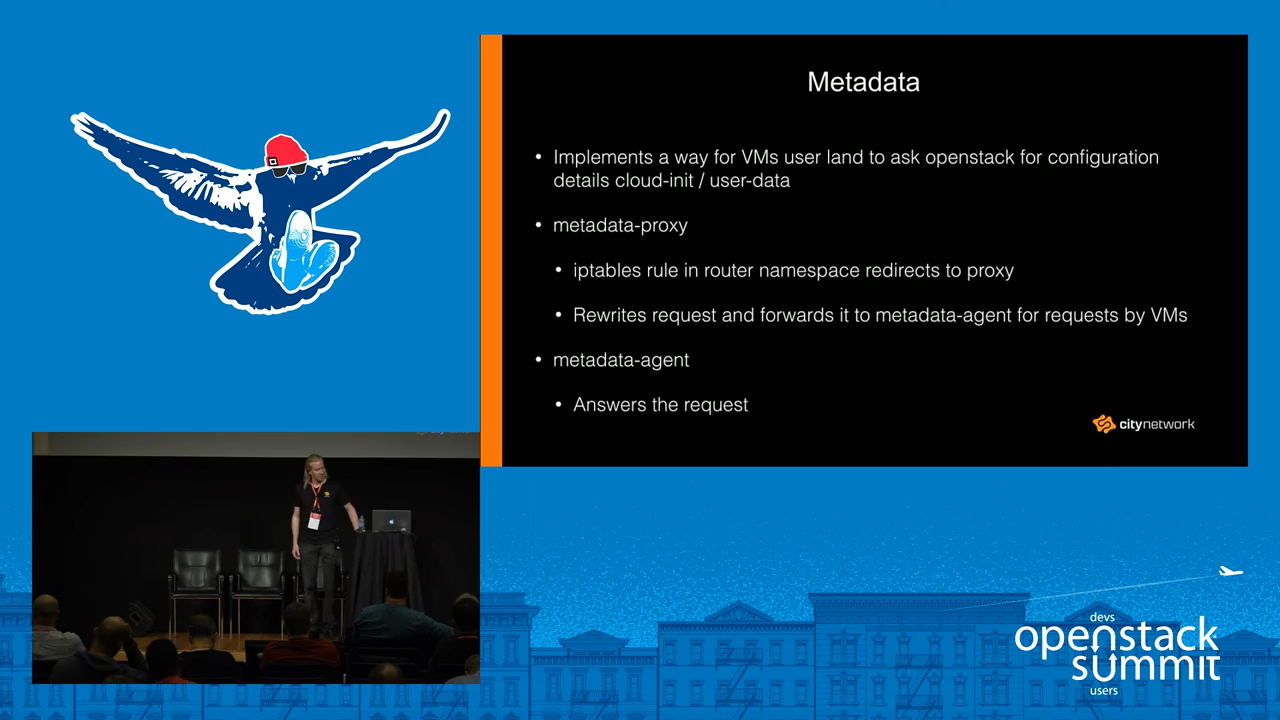 Metadata
• Implements a way for VMs user land to ask openstack for configuration
details cloud-init / user-data
• metadata-proxy
• iptables rule in router namespace redirects to proxy
• Rewrites request and forwards it to metadata-agent for requests by VMs
• metadata-agent
• Answers the request
citynetwork
devs
openstack
summit
users